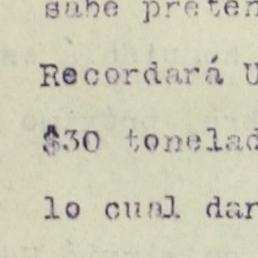 sabe preten
Recordará U
$30 tonelad
lo cual dar